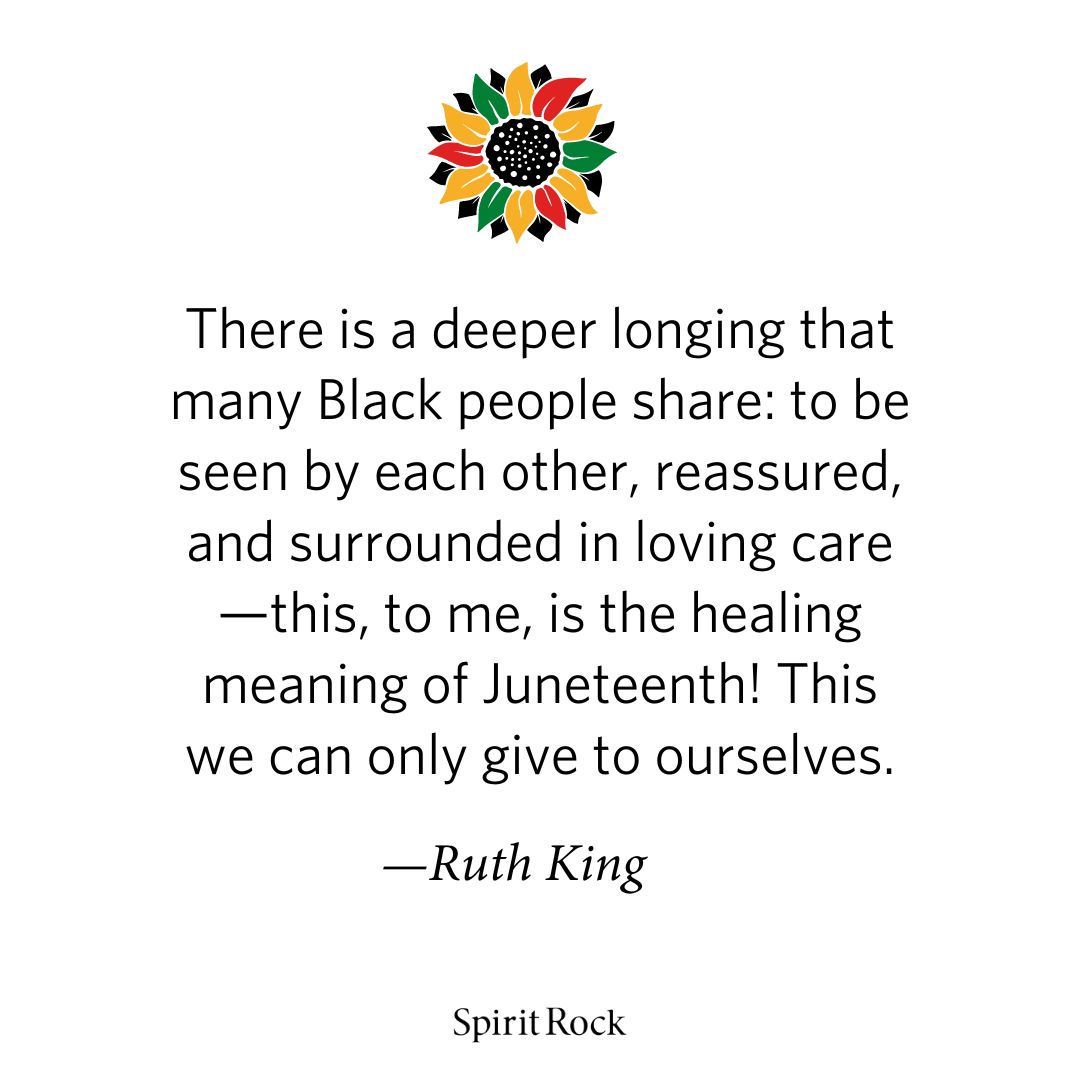 There is a deeper longing that
many Black people share: to be
seen by each other, reassured,
and surrounded in loving care
—this, to me, is the healing
meaning of Juneteenth! This
we can only give to ourselves.
—Ruth King
Spirit Rock